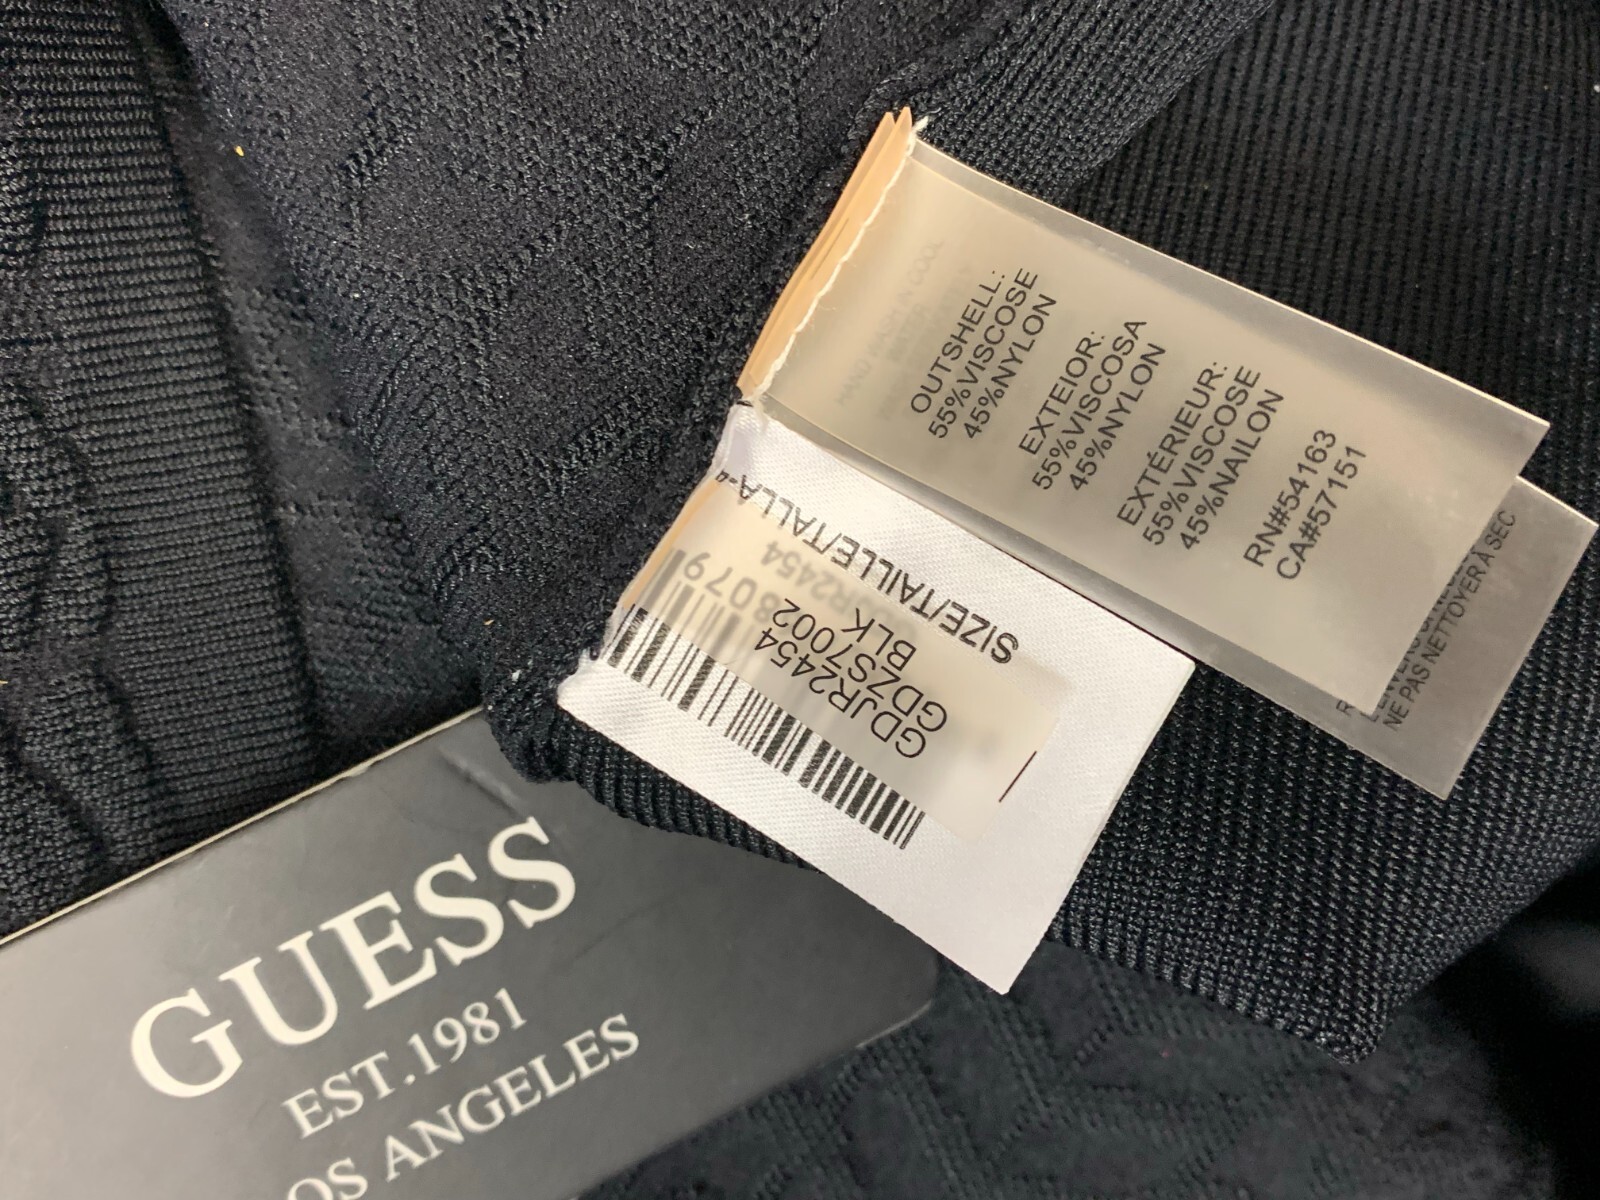 OUTSHELL:
55%VISCOSE
45%NYLON
EXTEIOR:
55%VISCOSA
45%NYLON
EXTÉRIEUR:
55%VISCOSE
45%NAILON
RN#54163
CA#57151
NE PAS NETTOYER À SEC
SIZE/TAILLE/TALLA-
GDJR2454
GDZS7002
BLK
GUESS
EST.1981
OS ANGELES